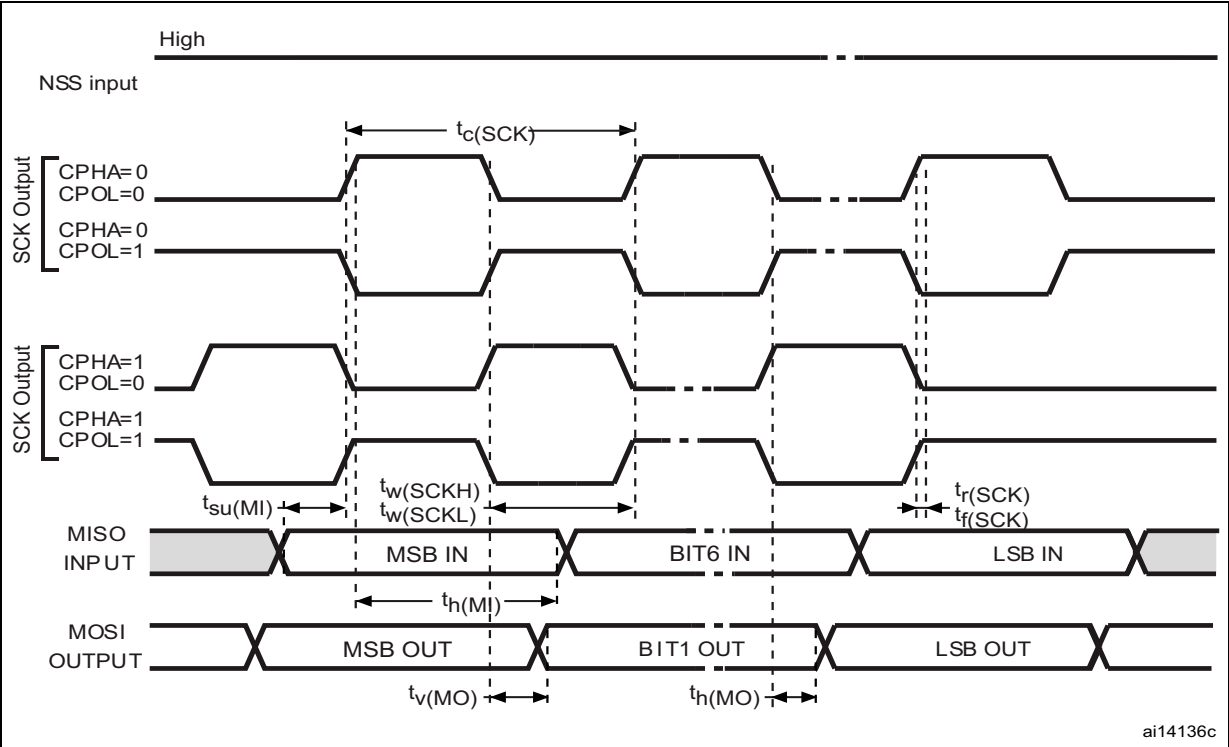 High
NSS input
tc(SCK)
SCK Output
CPHA=0
CPOL=0
CPHA=0
CPOL=1
SCK Output
CPHA=1
CPOL=0
CPHA=1
CPOL=1
tsu(MI)
tw(SCKH)
tw(SCKL)
tr(SCK)
tf(SCK)
MISO
INPUT
MSB IN
BIT6 IN
LSB IN
th(MI)
MOSI
OUTPUT
MSB OUT
BIT1 OUT
LSB OUT
tv(MO)
th(MO)
ai14136c